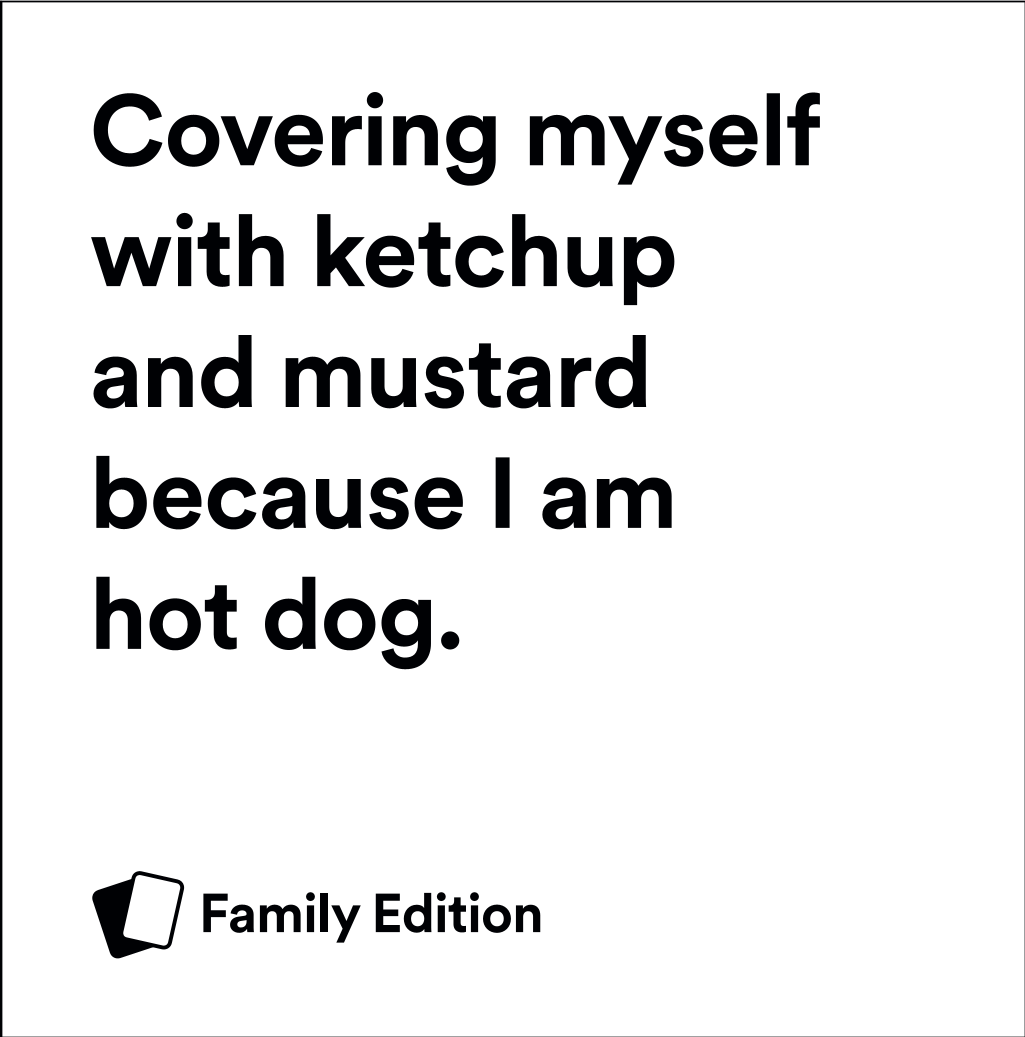 Covering myself
with ketchup
and mustard
because I am
hot dog.
Family Edition